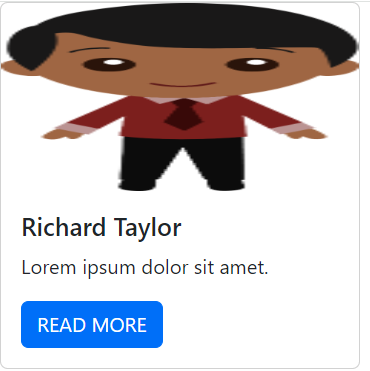 Richard Taylor
Lorem ipsum dolor sit amet.
READ MORE